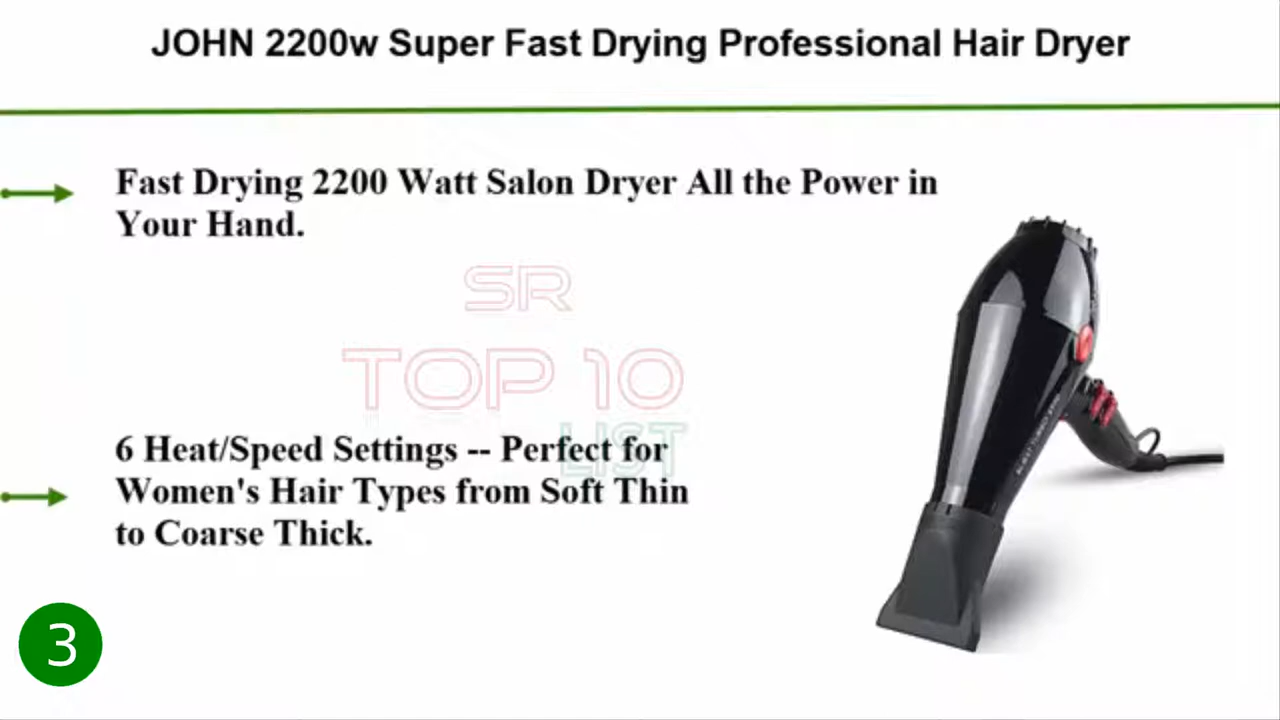 JOHN 2200w Super Fast Drying Professional Hair Dryer
Fast Drying 2200 Watt Salon Dryer All the Power in
Your Hand.
SR
TOP 10
LIST
6 Heat/Speed Settings -- Perfect for
Women's Hair Types from Soft Thin
to Coarse Thick.
3